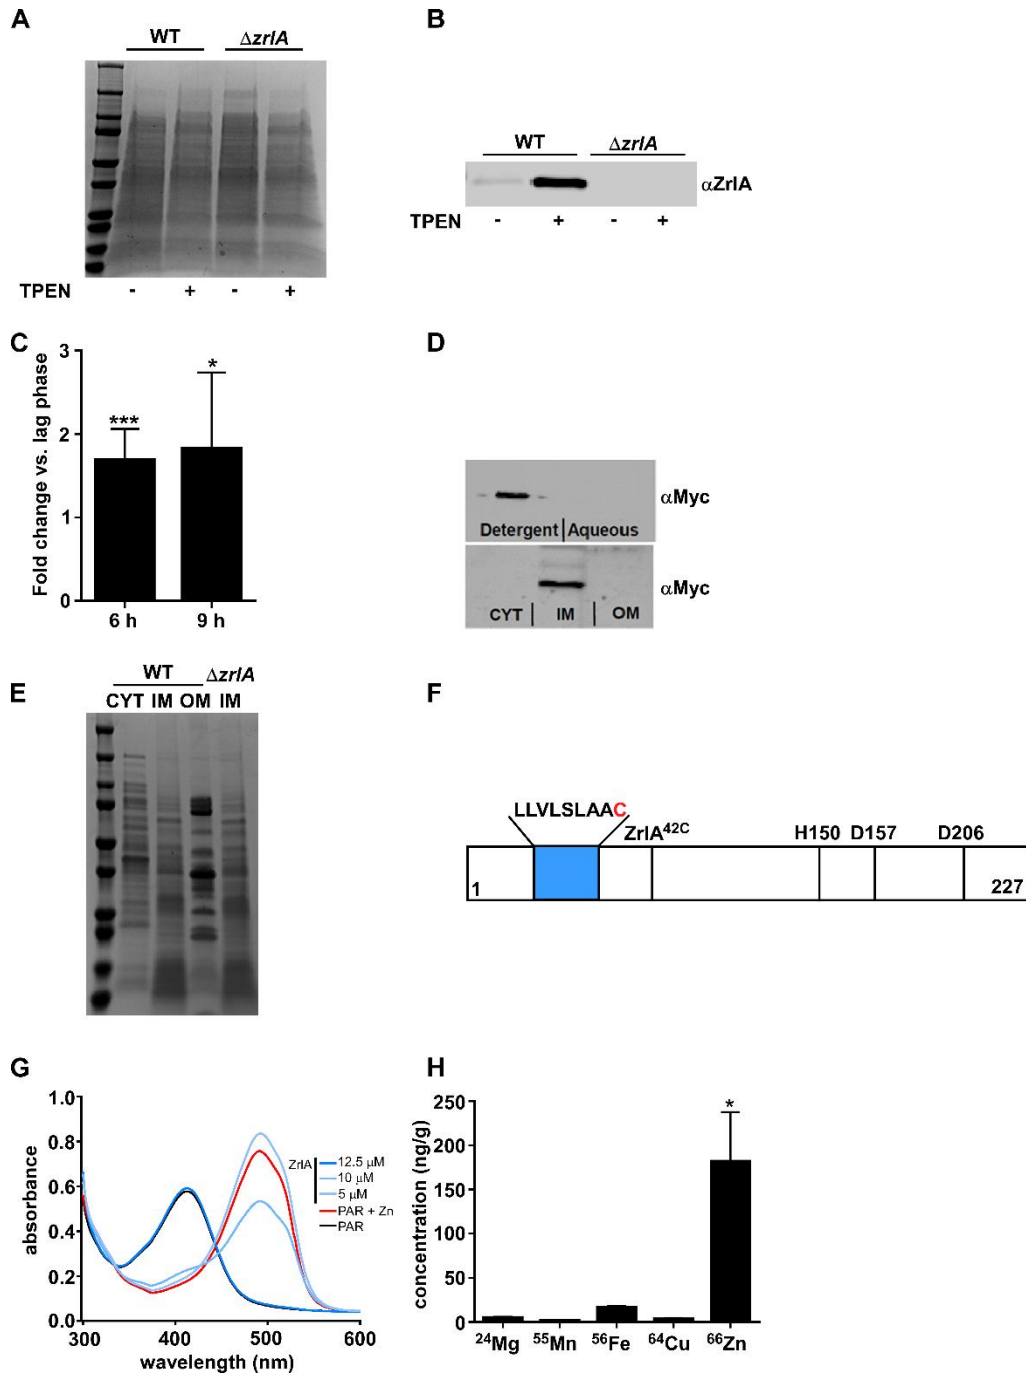 A
WT ΔzrlA
TPEN - + - +
B
WT ΔzrlA
αZrlA
TPEN - + - +
C
Fold change vs. lag phase
3
2
1
0
***
*
6 h 9 h
D
αMyc
Detergent Aqueous
αMyc
CYT IM OM
E
WT ΔzrlA
CYT IM OM IM
F
LLVLSLAAC
ZrlA42C H150 D157 D206
1 227
G
absorbance
1.0
0.8
0.6
0.4
0.2
0.0
300 400 500 600
wavelength (nm)
ZrlA
12.5 μM
10 μM
5 μM
PAR + Zn
PAR
H
concentration (ng/g)
250
200
150
100
50
0
*
24Mg 55Mn 56Fe 64Cu 66Zn